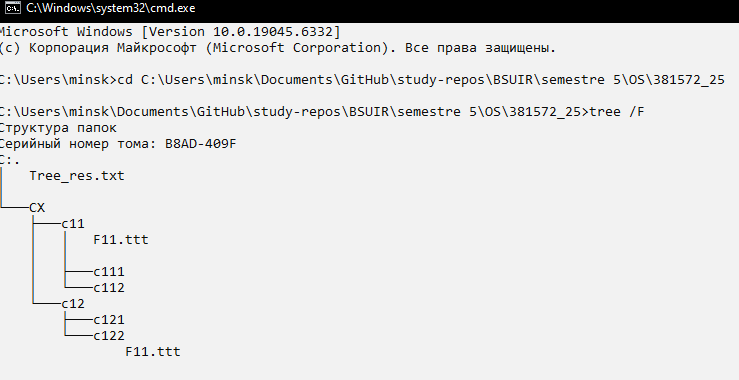 C:\Windows\system32\cmd.exe
Microsoft Windows [Version 10.0.19045.6332]
(c) Корпорация Майкрософт (Microsoft Corporation). Все права защищены.
C:\Users\minsk>cd C:\Users\minsk\Documents\GitHub\study-repos\BSUIR\semestre 5\OS\381572_25
C:\Users\minsk\Documents\GitHub\study-repos\BSUIR\semestre 5\OS\381572_25>tree /F
Структура папок
Серийный номер тома: B8AD-409F
C:.
│   Tree_res.txt
│
└───CX
    ├───c11
    │   │   F11.ttt
    │   │
    │   ├───c111
    │   └───c112
    └───c12
        ├───c121
        └───c122
                F11.ttt